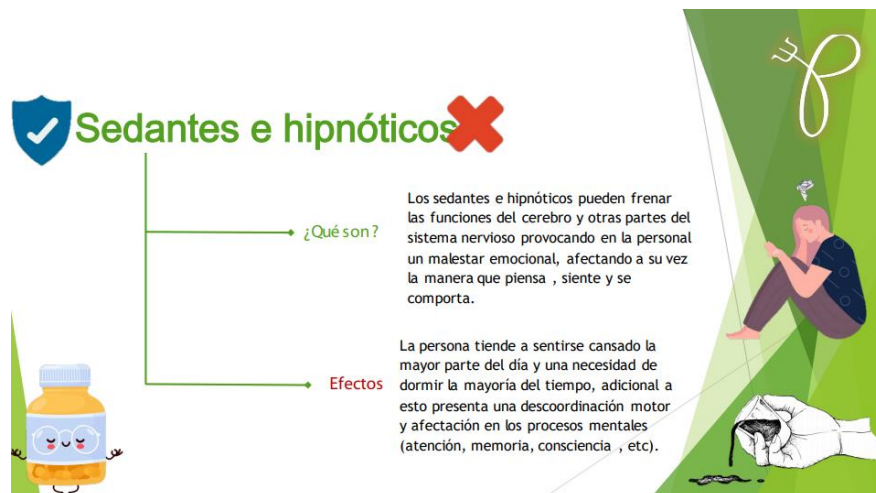 Sedantes e hipnóticos
¿Qué son?
Los sedantes e hipnóticos pueden frenar
las funciones del cerebro y otras partes del
sistema nervioso provocando en la personal
un malestar emocional, afectando a su vez
la manera que piensa , siente y se
comporta.
Efectos
La persona tiende a sentirse cansado la
mayor parte del día y una necesidad de
dormir la mayoría del tiempo, adicional a
esto presenta una descoordinación motor
y afectación en los procesos mentales
(atención, memoria, consciencia , etc).